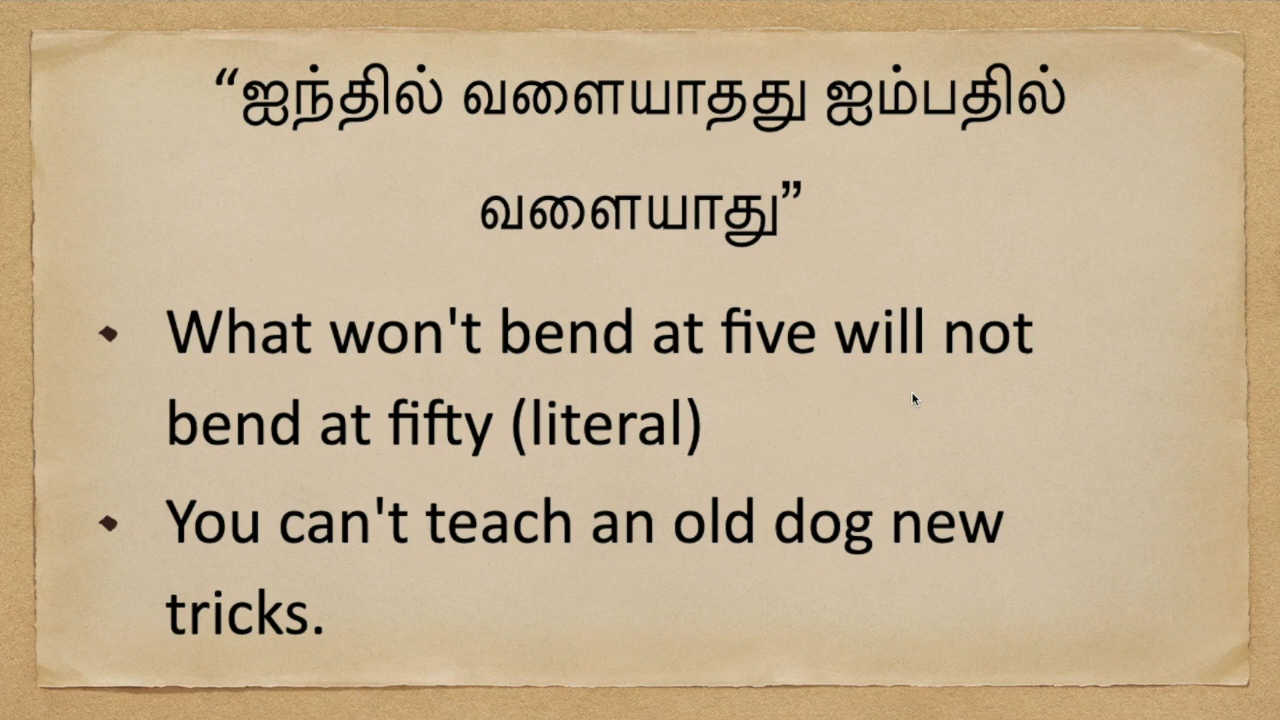 “ஐந்தில் வளையாதது ஐம்பதில்
வளையாது”
What won't bend at five will not
bend at fifty (literal)
You can't teach an old dog new
tricks.